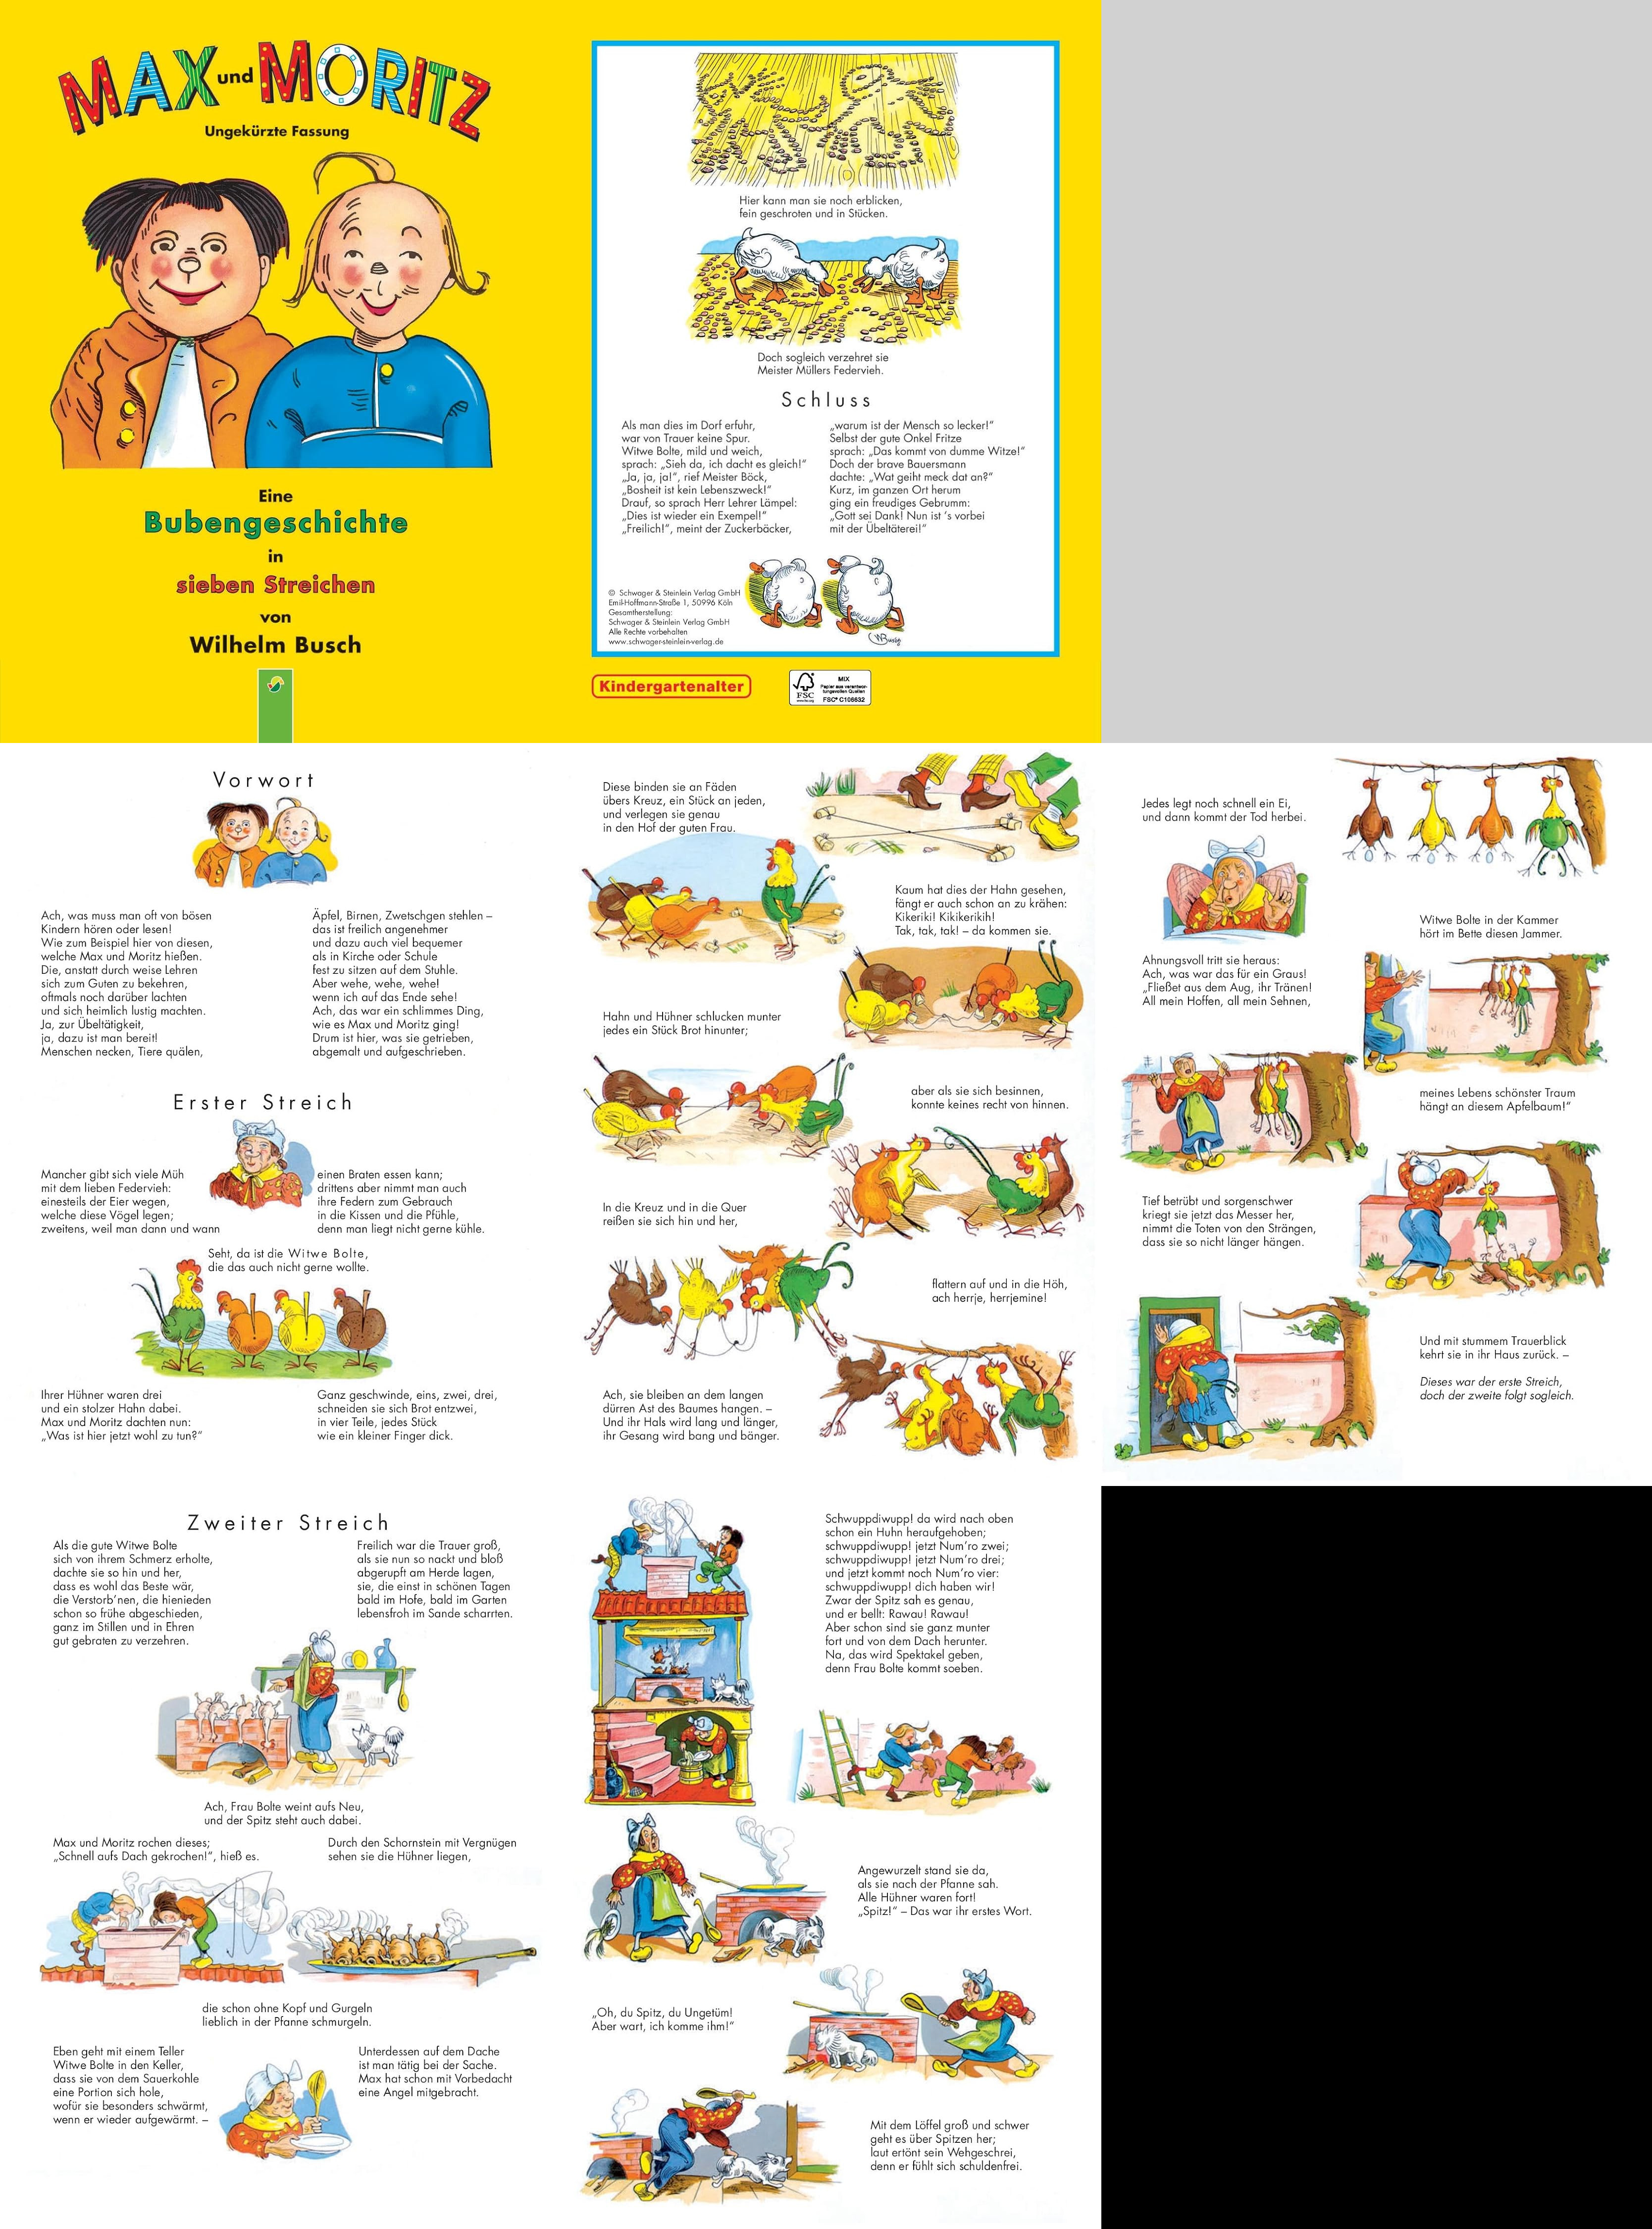 MAX und MORITZ
Ungekürzte Fassung
Eine
Bubengeschichte
in
sieben Streichen
von
Wilhelm Busch
Hier kann man sie noch erblicken,
fein geschroten und in Stücken.
Doch sogleich verzehret sie
Meister Müllers Federvieh.
Schluss
Als man dies im Dorf erfuhr,
war von Trauer keine Spur.
Witwe Bolte, mild und weich,
sprach: „Sieh da, ich dacht es gleich!“
„Ja, ja, ja!“, rief Meister Böck,
„Bosheit ist kein Lebenszweck!“
Drauf, so sprach Herr Lehrer Lämpel:
„Dies ist wieder ein Exempel!“
„Freilich!“, meint der Zuckerbäcker,
„warum ist der Mensch so lecker!“
Selbst der gute Onkel Fritze
sprach: „Das kommt von dumme Witze!“
Doch der brave Bauersmann
dachte: „Wat geiht meck dat an?“
Kurz, im ganzen Ort herum
ging ein freudiges Gebrumm:
„Gott sei Dank! Nun ist ’s vorbei
mit der Übeltäterei!“
© Schwager & Steinlein Verlag GmbH
Emil-Hoffmann-Straße 1, 50996 Köln
Gesamtherstellung:
Schwager & Steinlein Verlag GmbH
Alle Rechte vorbehalten
www.schwager-steinlein-verlag.de
WBusch
Kindergartenalter
FSC
www.fsc.org
MIX
Papier aus verantwor-
tungsvollen Quellen
FSC® C106632
Vorwort
Ach, was muss man oft von bösen
Kindern hören oder lesen!
Wie zum Beispiel hier von diesen,
welche Max und Moritz hießen.
Die, anstatt durch weise Lehren
sich zum Guten zu bekehren,
oftmals noch darüber lachten
und sich heimlich lustig machten.
Ja, zur Übeltätigkeit,
ja, dazu ist man bereit!
Menschen necken, Tiere quälen,
Äpfel, Birnen, Zwetschgen stehlen –
das ist freilich angenehmer
und dazu auch viel bequemer
als in Kirche oder Schule
fest zu sitzen auf dem Stuhle.
Aber wehe, wehe, wehe!
wenn ich auf das Ende sehe!
Ach, das war ein schlimmes Ding,
wie es Max und Moritz ging!
Drum ist hier, was sie getrieben,
abgemalt und aufgeschrieben.
Erster Streich
Mancher gibt sich viele Müh
mit dem lieben Federvieh:
einesteils der Eier wegen,
welche diese Vögel legen;
zweitens, weil man dann und wann
einen Braten essen kann;
drittens aber nimmt man auch
ihre Federn zum Gebrauch
in die Kissen und die Pfühle,
denn man liegt nicht gerne kühle.
Seht, da ist die Witwe Bolte,
die das auch nicht gerne wollte.
Ihrer Hühner waren drei
und ein stolzer Hahn dabei.
Max und Moritz dachten nun:
„Was ist hier jetzt wohl zu tun?“
Ganz geschwinde, eins, zwei, drei,
schneiden sie sich Brot entzwei,
in vier Teile, jedes Stück
wie ein kleiner Finger dick.
Diese binden sie an Fäden
übers Kreuz, ein Stück an jeden,
und verlegen sie genau
in den Hof der guten Frau.
Kaum hat dies der Hahn gesehen,
fängt er auch schon an zu krähen:
Kikeriki! Kikikerikih!
Tak, tak, tak! – da kommen sie.
Hahn und Hühner schlucken munter
jedes ein Stück Brot hinunter;
aber als sie sich besinnen,
konnte keines recht von hinnen.
In die Kreuz und in die Quer
reißen sie sich hin und her,
flattern auf und in die Höh,
ach herrje, herrjemine!
Ach, sie bleiben an dem langen
dürren Ast des Baumes hangen. –
Und ihr Hals wird lang und länger,
ihr Gesang wird bang und bänger.
Jedes legt noch schnell ein Ei,
und dann kommt der Tod herbei.
Witwe Bolte in der Kammer
hört im Bette diesen Jammer.
Ahnungsvoll tritt sie heraus:
Ach, was war das für ein Graus!
„Fließet aus dem Aug, ihr Tränen!
All mein Hoffen, all mein Sehnen,
meines Lebens schönster Traum
hängt an diesem Apfelbaum!“
Tief betrübt und sorgenschwer
kriegt sie jetzt das Messer her,
nimmt die Toten von den Strängen,
dass sie so nicht länger hängen.
Und mit stummem Trauerblick
kehrt sie in ihr Haus zurück. –
Dieses war der erste Streich,
doch der zweite folgt sogleich.
Zweiter Streich
Als die gute Witwe Bolte
sich von ihrem Schmerz erholte,
dachte sie so hin und her,
dass es wohl das Beste wär,
die Verstorb’nen, die hienieden
schon so frühe abgeschieden,
ganz im Stillen und in Ehren
gut gebraten zu verzehren.
Freilich war die Trauer groß,
als sie nun so nackt und bloß
abgerupft am Herde lagen,
sie, die einst in schönen Tagen
bald im Hofe, bald im Garten
lebensfroh im Sande scharrten.
Ach, Frau Bolte weint aufs Neu,
und der Spitz steht auch dabei.
Max und Moritz rochen dieses;
„Schnell aufs Dach gekrochen!“, hieß es.
Durch den Schornstein mit Vergnügen
sehen sie die Hühner liegen,
die schon ohne Kopf und Gurgeln
lieblich in der Pfanne schmurgeln.
Eben geht mit einem Teller
Witwe Bolte in den Keller,
dass sie von dem Sauerkohle
eine Portion sich hole,
wofür sie besonders schwärmt,
wenn er wieder aufgewärmt. –
Unterdessen auf dem Dache
ist man tätig bei der Sache.
Max hat schon mit Vorbedacht
eine Angel mitgebracht.
Schwuppdiwupp! da wird nach oben
schon ein Huhn heraufgehoben;
schwuppdiwupp! jetzt Num’ro zwei;
schwuppdiwupp! jetzt Num’ro drei;
und jetzt kommt noch Num’ro vier:
schwuppdiwupp! dich haben wir!
Zwar der Spitz sah es genau,
und er bellt: Rawau! Rawau!
Aber schon sind sie ganz munter
fort und von dem Dach herunter.
Na, das wird Spektakel geben,
denn Frau Bolte kommt soeben.
Angewurzelt stand sie da,
als sie nach der Pfanne sah.
Alle Hühner waren fort!
„Spitz!“ – Das war ihr erstes Wort.
„Oh, du Spitz, du Ungetüm!
Aber wart, ich komme ihm!“
Mit dem Löffel groß und schwer
geht es über Spitzen her;
laut ertönt sein Wehgeschrei,
denn er fühlt sich schuldenfrei.